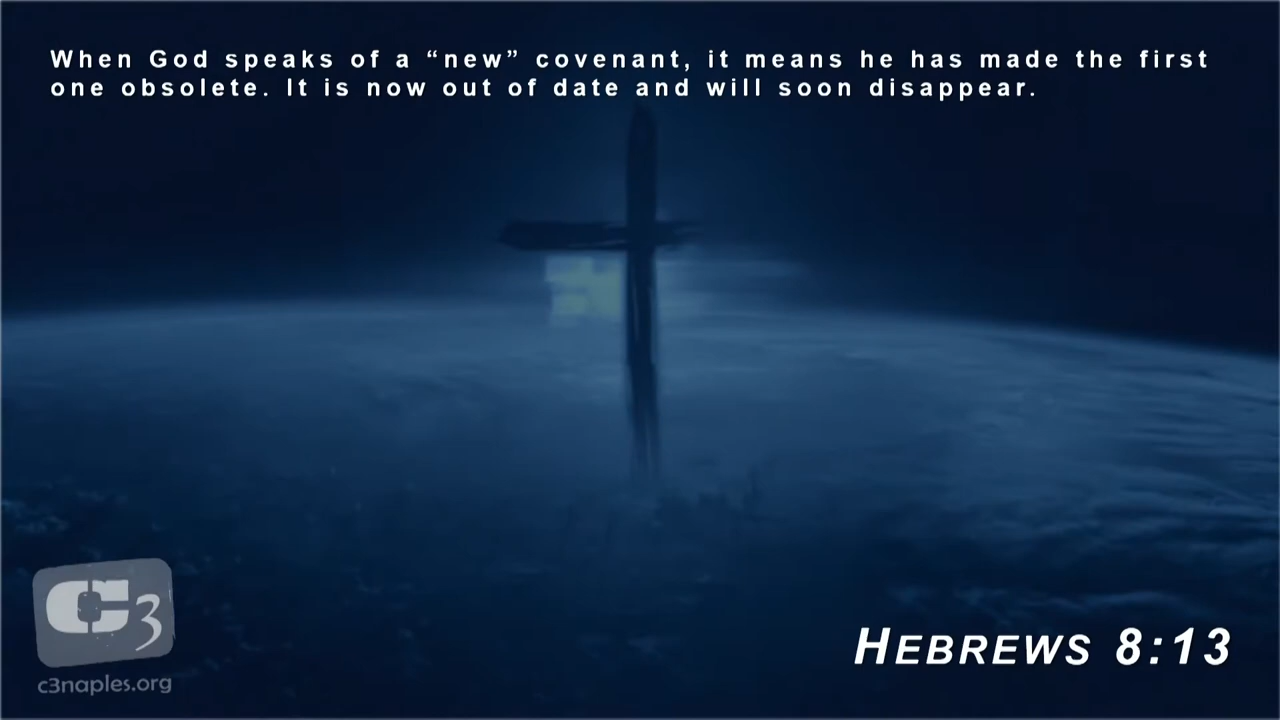 When God speaks of a “new” covenant, it means he has made the first
one obsolete. It is now out of date and will soon disappear.
C3
c3naples.org
HEBREWS 8:13